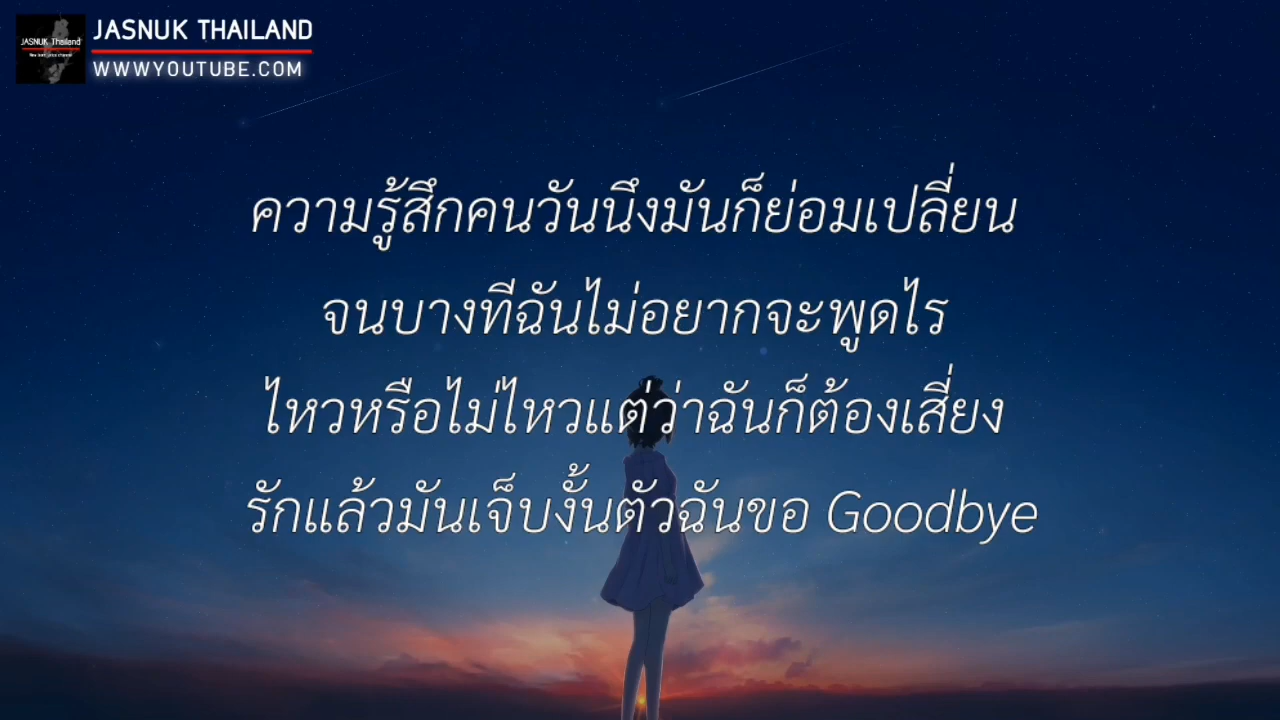 JASNUK THAILAND
WWWYOUTUBE.COM
JASNUK Thailand
ความรู้สึกคนวันนึงมันก็ย่อมเปลี่ยน
จนบางทีฉันไม่อยากจะพูดไร
ไหวหรือไม่ไหวแต่ว่าฉันก็ต้องเสี่ยง
รักแล้วมันเจ็บงั้นตัวฉันขอ Goodbye